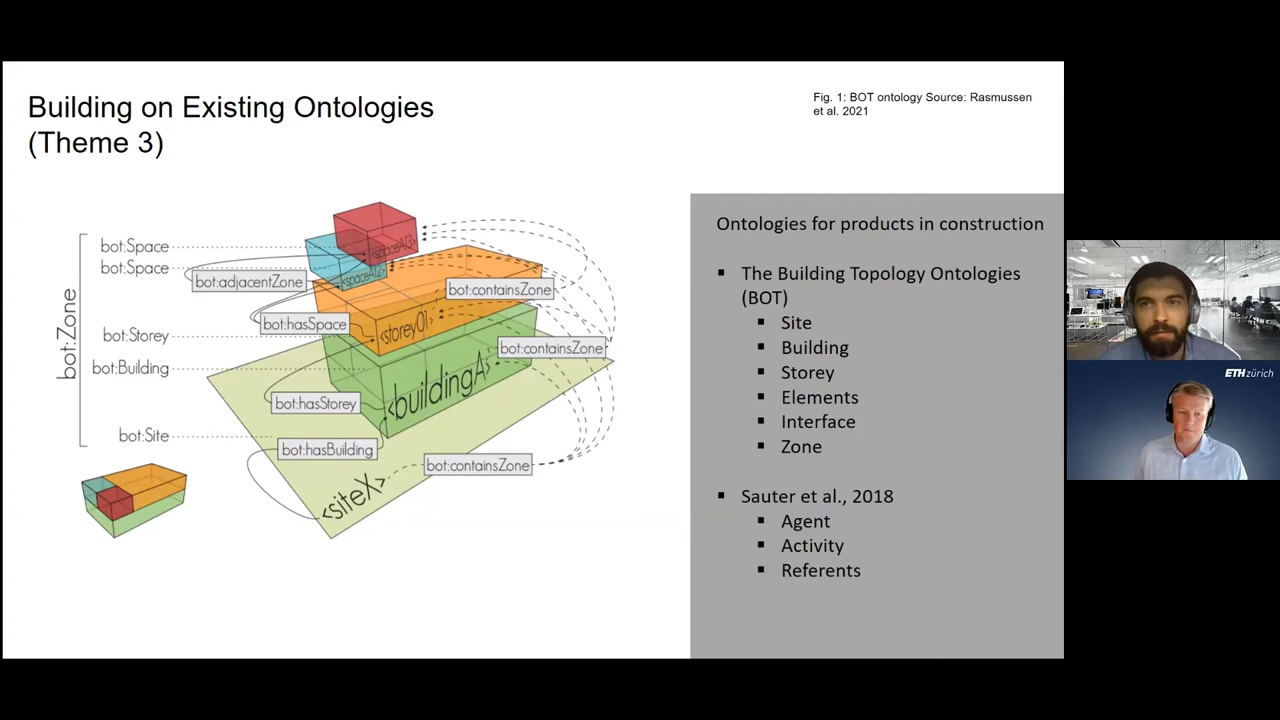 Building on Existing Ontologies
(Theme 3)
Fig. 1: BOT ontology Source: Rasmussen
et al. 2021
bot:Zone
bot:Space
bot:Space
bot:Storey
bot:Building
bot:Site
bot:adjacentZone
bot:hasSpace
bot:hasStorey
bot:hasBuilding
bot:containsZone
bot:containsZone
bot:containsZone
<spaceA13>
<spaceA12>
<storey01>
<buildingA>
<siteX>
Ontologies for products in construction
▪ The Building Topology Ontologies
(BOT)
▪ Site
▪ Building
▪ Storey
▪ Elements
▪ Interface
▪ Zone
▪ Sauter et al., 2018
▪ Agent
▪ Activity
▪ Referents
ETH zürich